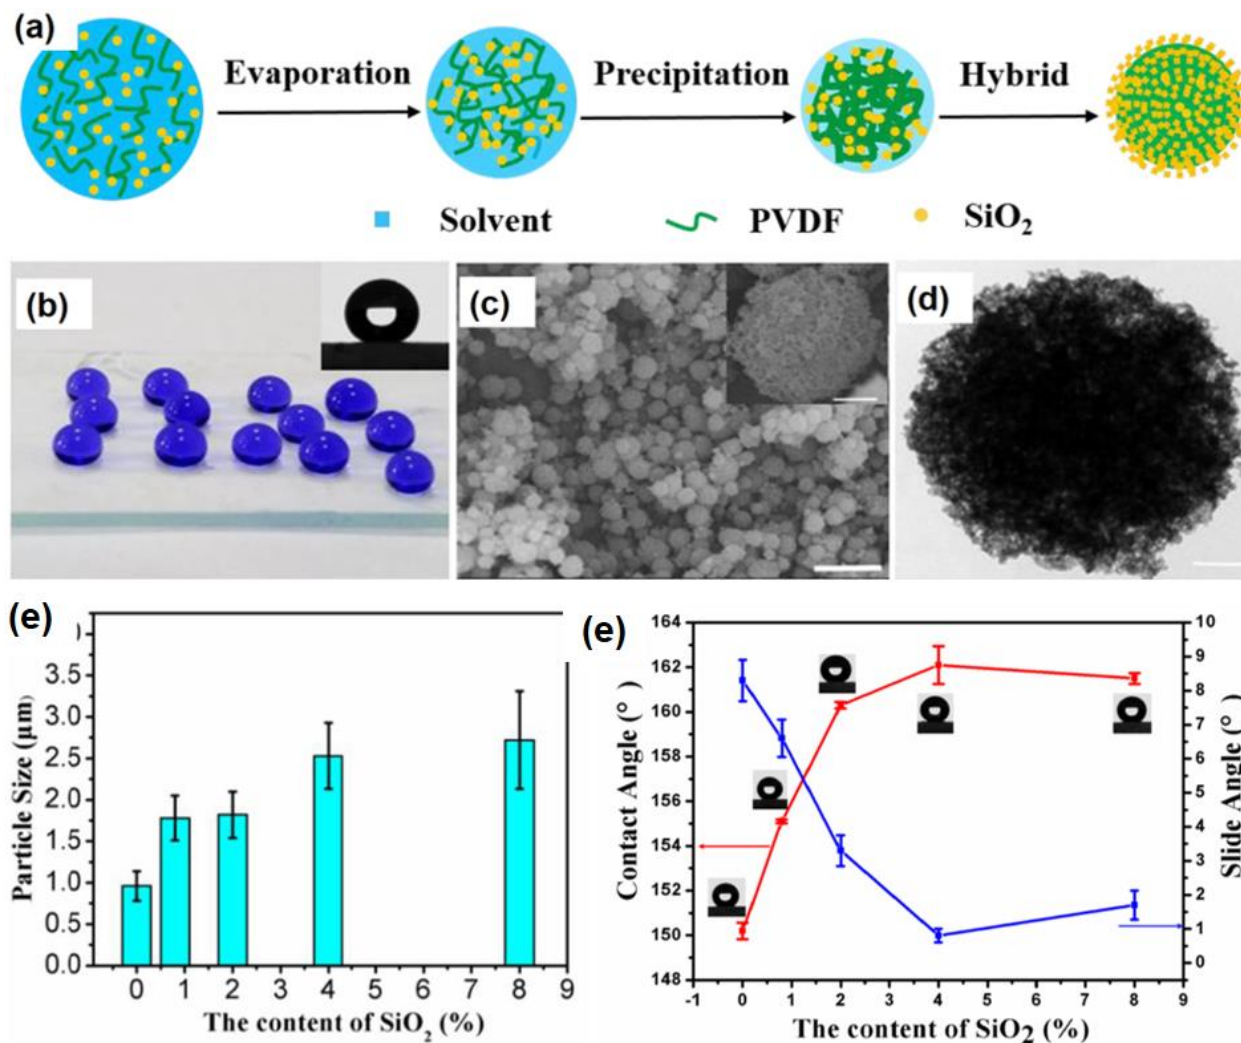 (a)
Evaporation
Precipitation
Hybrid
Solvent
PVDF
SiO₂
(b)
(c)
(d)
(e)
Particle Size (μm)
3.5
3.0
2.5
2.0
1.5
1.0
0.5
0.0
0 1 2 3 4 5 6 7 8 9
The content of SiO₂ (%)
(e)
Contact Angle (°)
164
162
160
158
156
154
152
150
148
-1 0 1 2 3 4 5 6 7 8 9
The content of SiO2 (%)
10
9
8
7
6
5
4
3
2
1
0
Slide Angle (°)